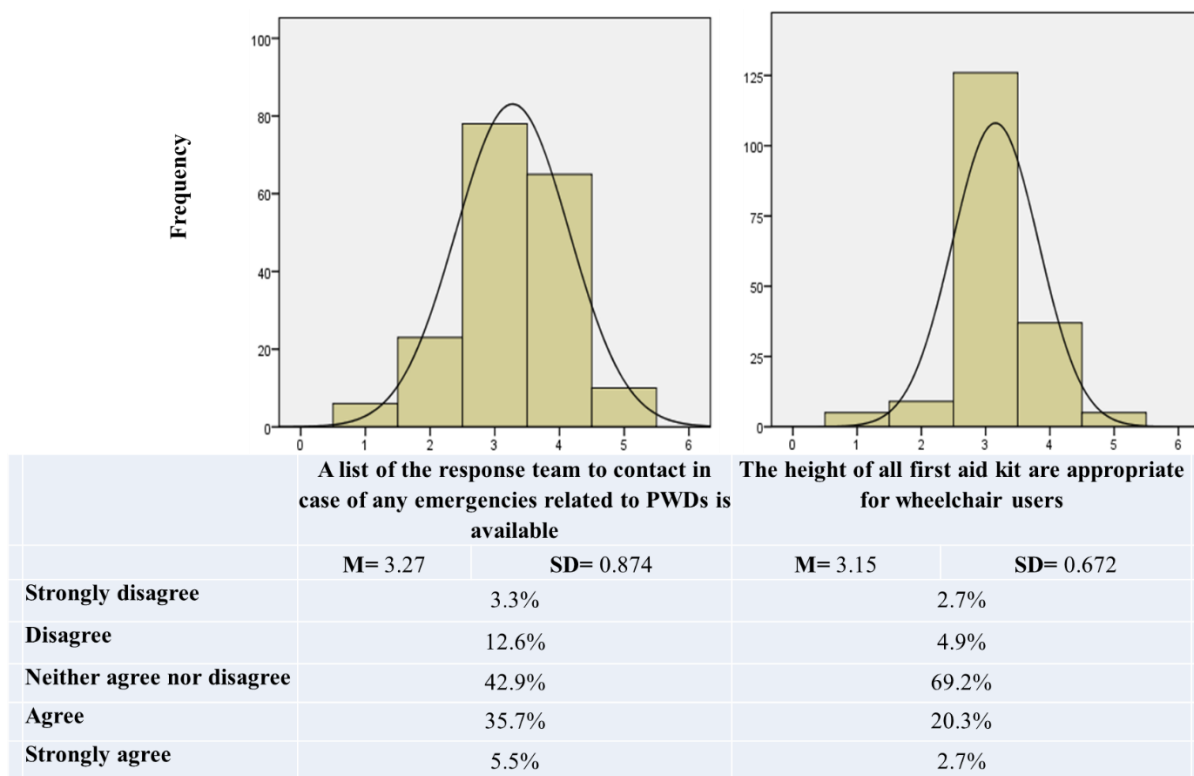 Frequency
100
80
60
40
20
0
0 1 2 3 4 5 6
125
100
75
50
25
0
0 1 2 3 4 5 6
A list of the response team to contact in
case of any emergencies related to PWDs is
available
The height of all first aid kit are appropriate
for wheelchair users
M= 3.27 SD= 0.874 M= 3.15 SD= 0.672
Strongly disagree 3.3% 2.7%
Disagree 12.6% 4.9%
Neither agree nor disagree 42.9% 69.2%
Agree 35.7% 20.3%
Strongly agree 5.5% 2.7%